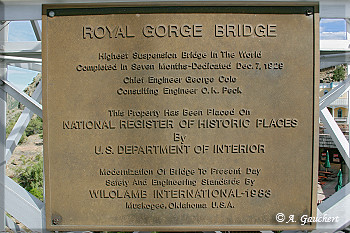 ROYAL GORGE BRIDGE
Highest Suspension Bridge In The World
Completed In Seven Months-Dedicated Dec. 7, 1929
Chief Engineer George Cole
Consulting Engineer O.K. Peck
This Property Has Been Placed On
NATIONAL REGISTER OF HISTORIC PLACES
By
U.S. DEPARTMENT OF INTERIOR
Modernization Of Bridge To Present Day
Safety And Engineering Standards By
WILOLAMB INTERNATIONAL-1983
Muskogee, Oklahoma U.S.A.
© A. Gaschert